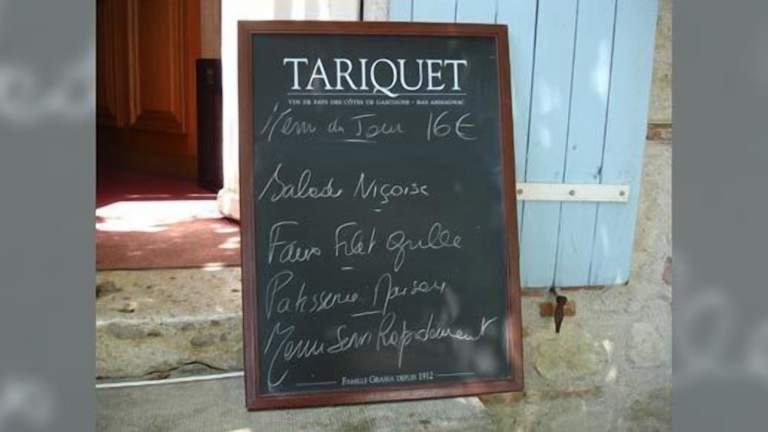 TARIQUET
VIN DE PAYS DES CÔTES DE GASCOGNE - BAS ARMAGNAC
Menu du Jour 16€
Salade Niçoise
Faux Filet Grillé
Patisserie Maison
Menu Servi Rapidement
FAMILLE GRASSA DEPUIS 1912